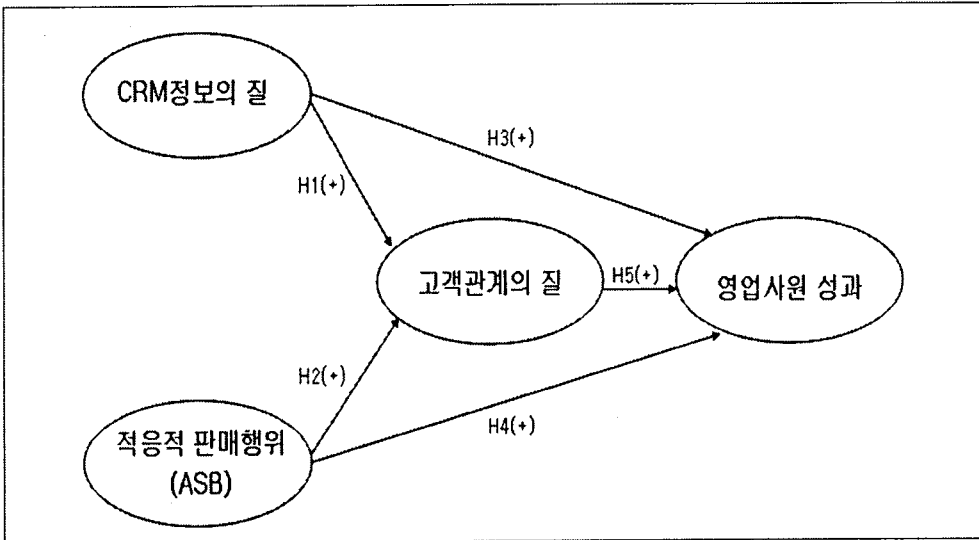 CRM정보의 질
H3(+)
H1(+)
고객관계의 질
H5(+)
영업사원 성과
H2(+)
H4(+)
적응적 판매행위
(ASB)